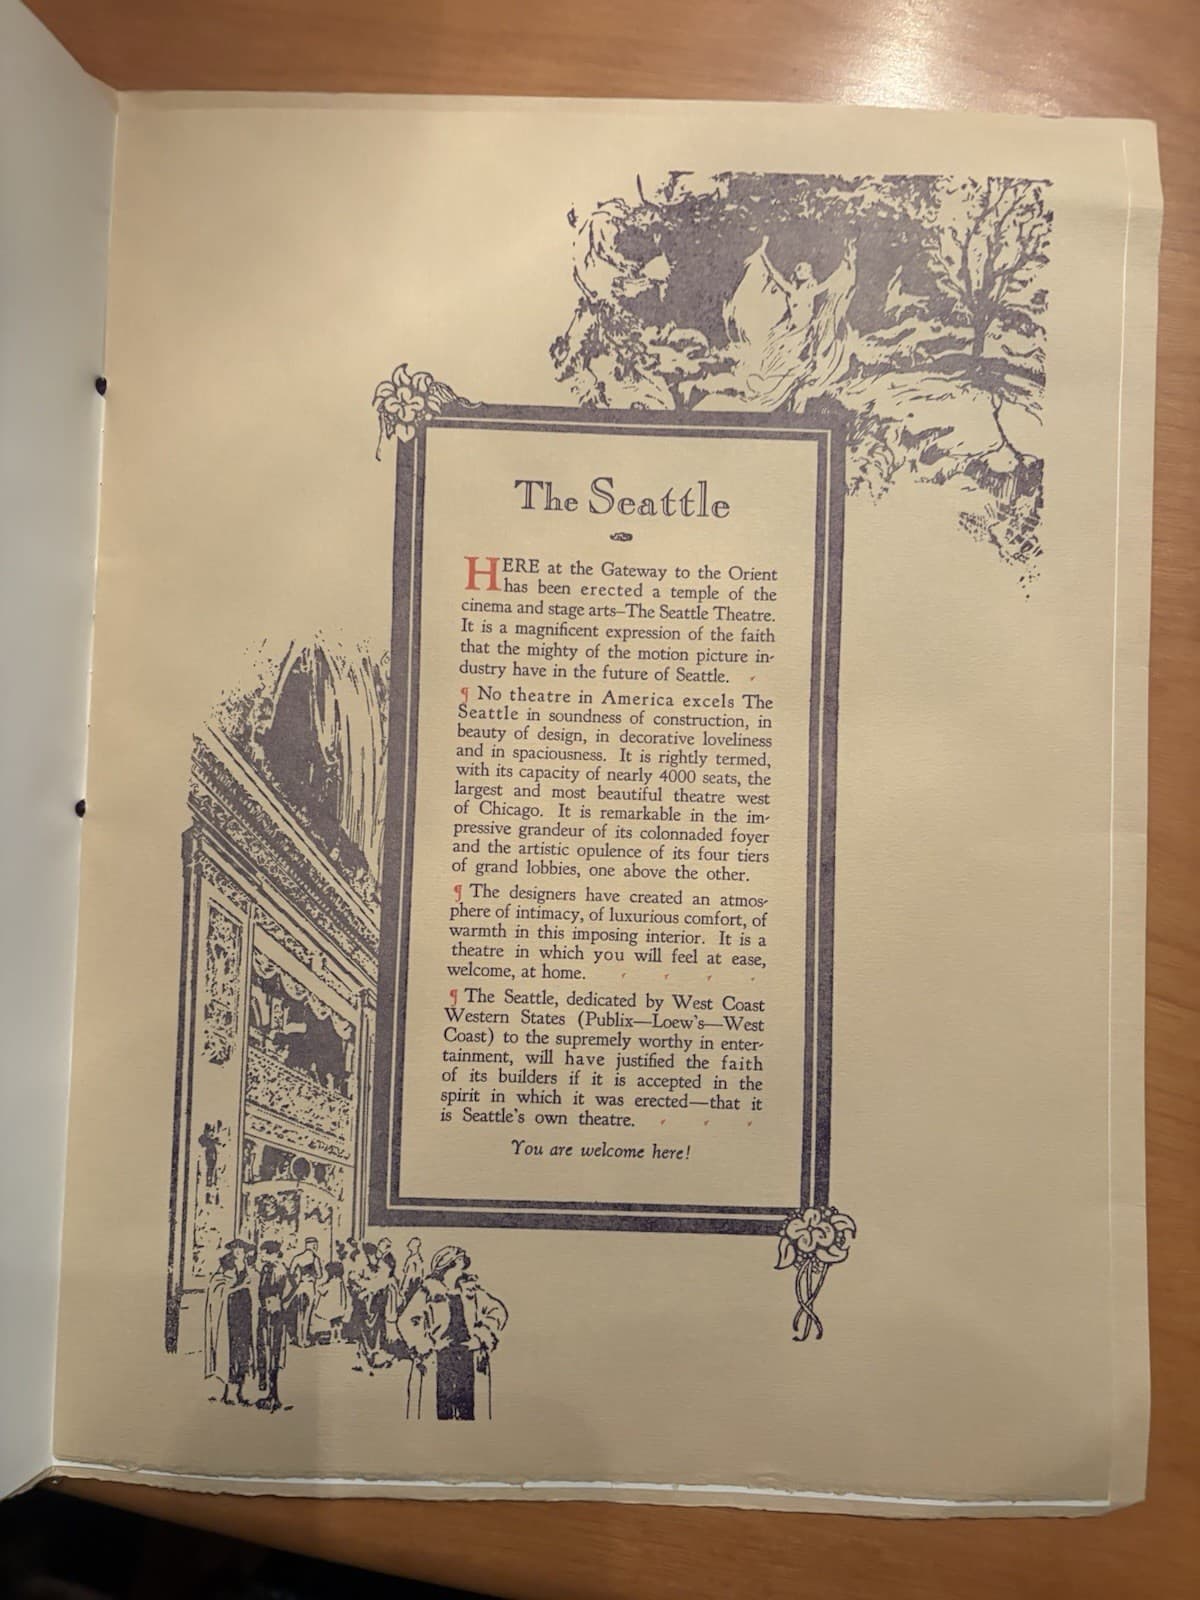 The Seattle
HERE at the Gateway to the Orient
has been erected a temple of the
cinema and stage arts–The Seattle Theatre.
It is a magnificent expression of the faith
that the mighty of the motion picture in-
dustry have in the future of Seattle.
¶ No theatre in America excels The
Seattle in soundness of construction, in
beauty of design, in decorative loveliness
and in spaciousness. It is rightly termed,
with its capacity of nearly 4000 seats, the
largest and most beautiful theatre west
of Chicago. It is remarkable in the im-
pressive grandeur of its colonnaded foyer
and the artistic opulence of its four tiers
of grand lobbies, one above the other.
¶ The designers have created an atmos-
phere of intimacy, of luxurious comfort, of
warmth in this imposing interior. It is a
theatre in which you will feel at ease,
welcome, at home.
¶ The Seattle, dedicated by West Coast
Western States (Publix—Loew's—West
Coast) to the supremely worthy in enter-
tainment, will have justified the faith
of its builders if it is accepted in the
spirit in which it was erected—that it
is Seattle's own theatre.
You are welcome here!